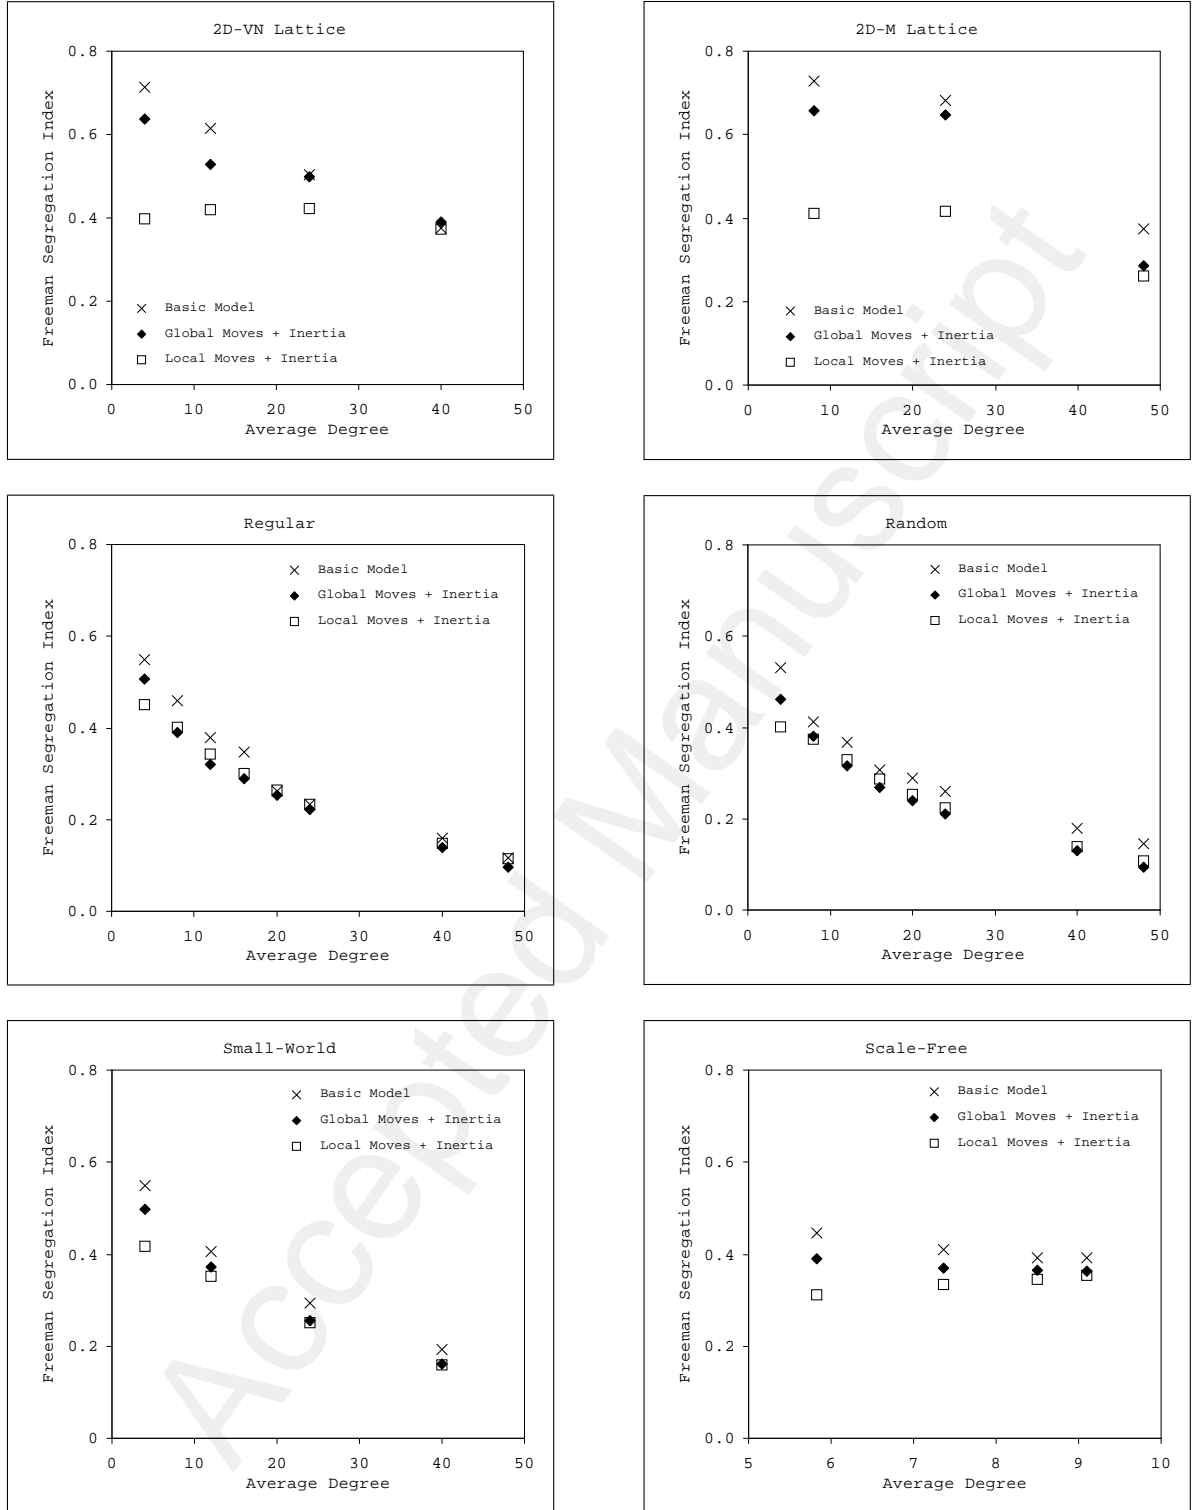 2D-VN Lattice
0.8
0.6
0.4
0.2
0.0
0 10 20 30 40 50
Freeman Segregation Index
Average Degree
Basic Model
Global Moves + Inertia
Local Moves + Inertia
2D-M Lattice
0.8
0.6
0.4
0.2
0.0
0 10 20 30 40 50
Freeman Segregation Index
Average Degree
Basic Model
Global Moves + Inertia
Local Moves + Inertia
Regular
0.8
0.6
0.4
0.2
0.0
0 10 20 30 40 50
Freeman Segregation Index
Average Degree
Basic Model
Global Moves + Inertia
Local Moves + Inertia
Random
0.8
0.6
0.4
0.2
0.0
0 10 20 30 40 50
Freeman Segregation Index
Average Degree
Basic Model
Global Moves + Inertia
Local Moves + Inertia
Small-World
0.8
0.6
0.4
0.2
0
0 10 20 30 40 50
Freeman Segregation Index
Average Degree
Basic Model
Global Moves + Inertia
Local Moves + Inertia
Scale-Free
0.8
0.6
0.4
0.2
0.0
5 6 7 8 9 10
Freeman Segregation Index
Average Degree
Basic Model
Global Moves + Inertia
Local Moves + Inertia
Accepted Manuscript